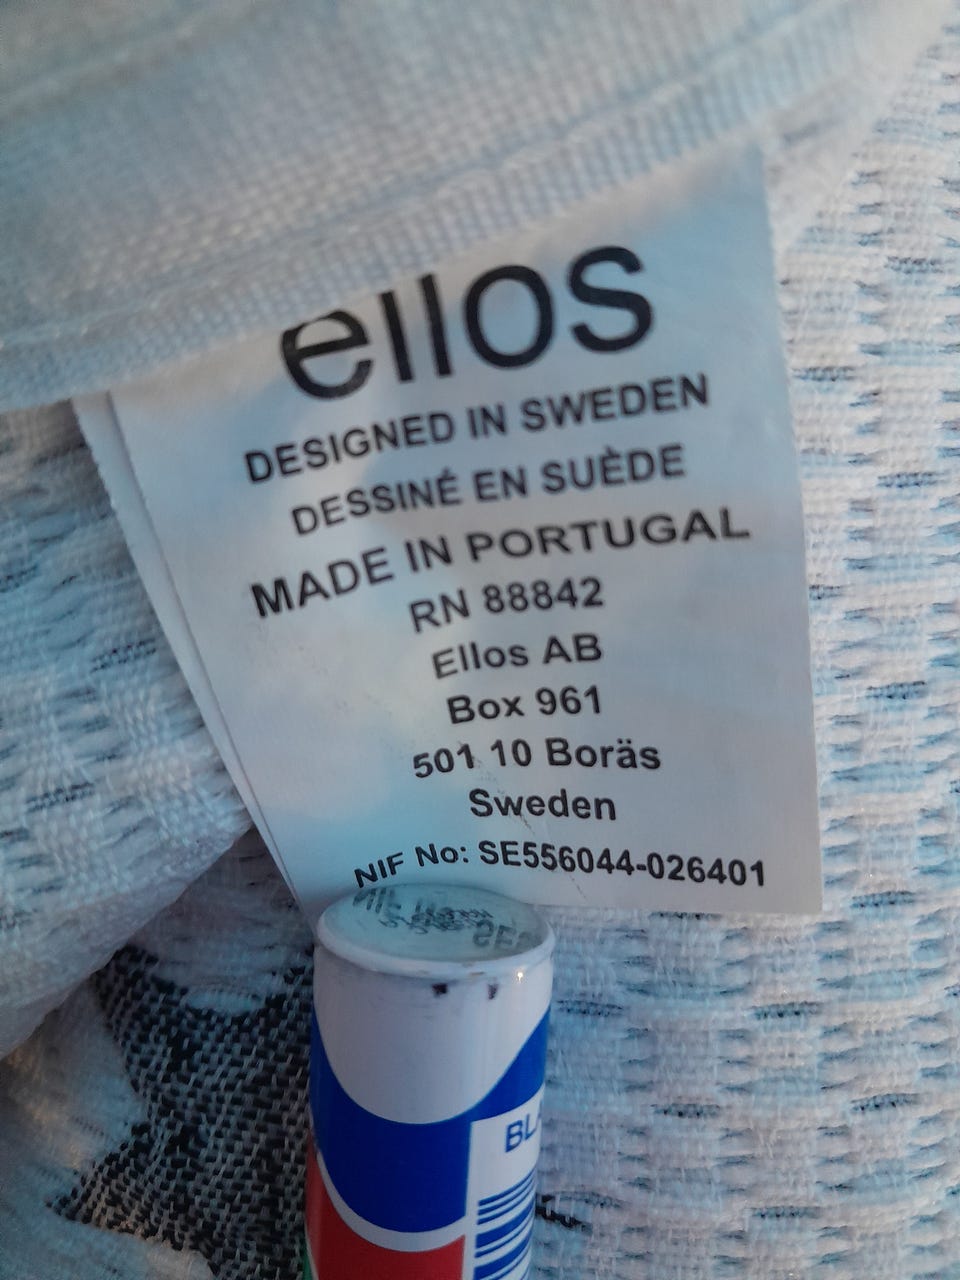 ellos
DESIGNED IN SWEDEN
DESSINÉ EN SUÈDE
MADE IN PORTUGAL
RN 88842
Ellos AB
Box 961
501 10 Borås
Sweden
NIF No: SE556044-026401